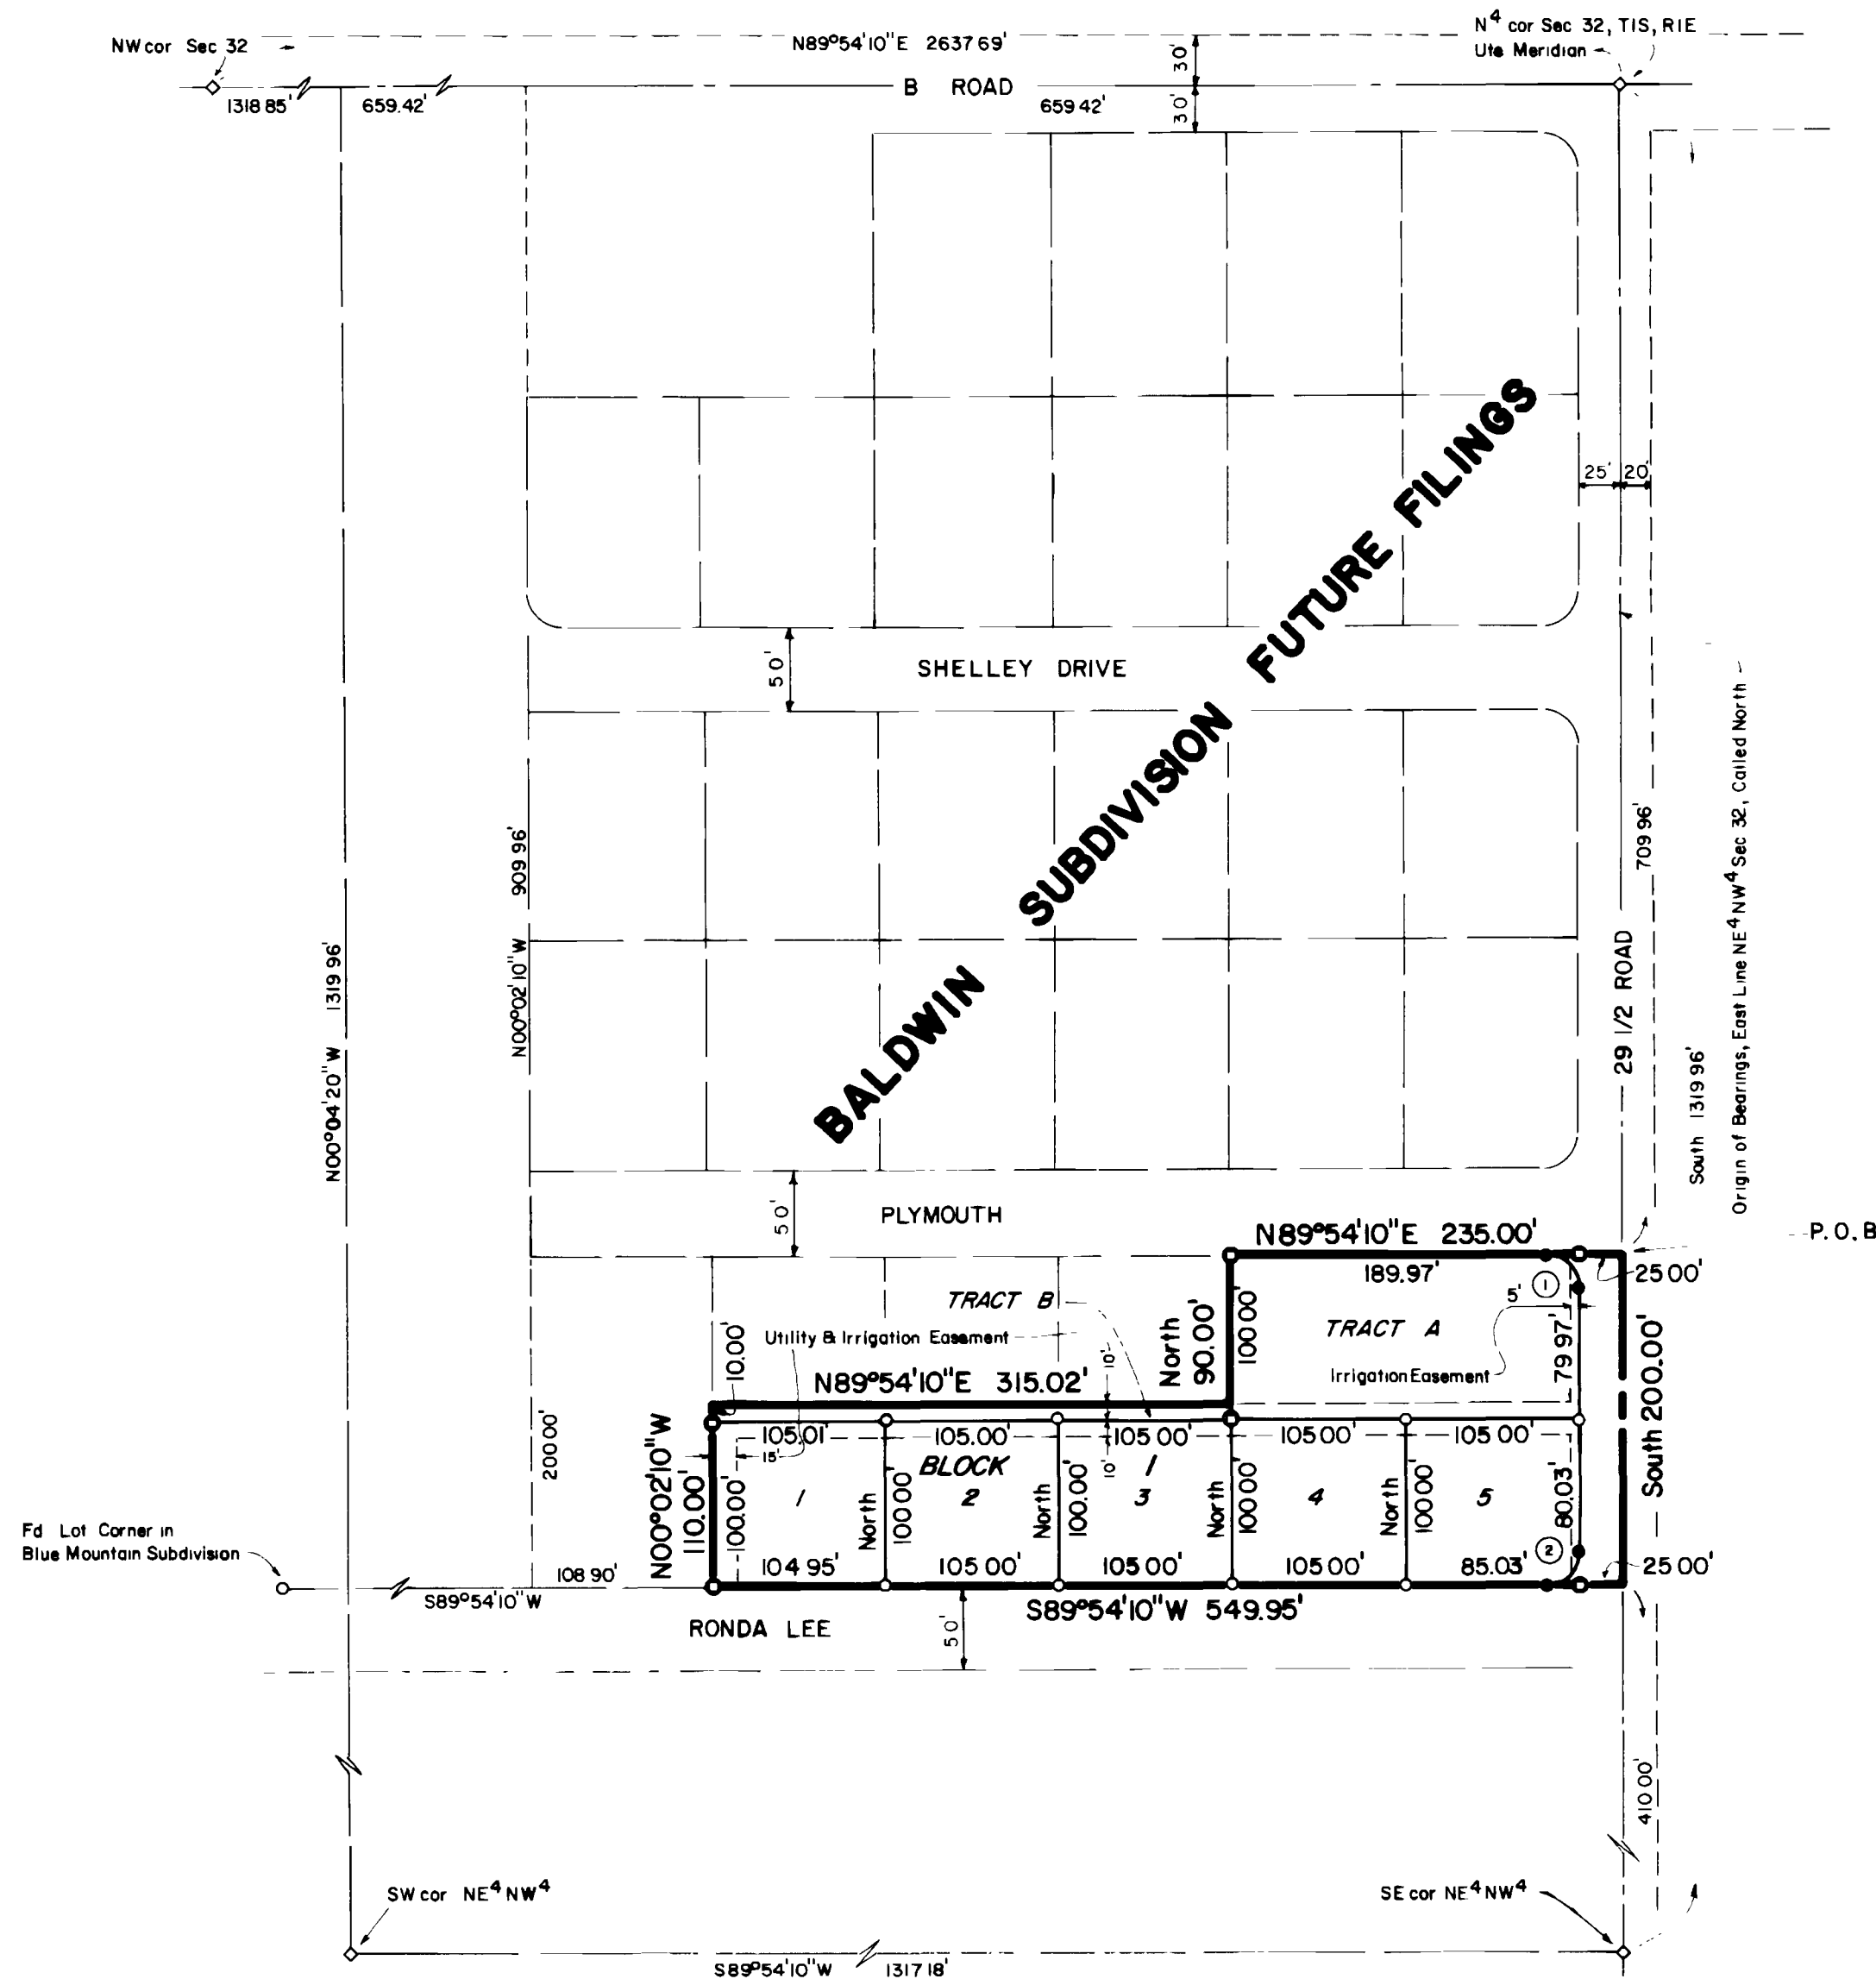 NW cor Sec 32
N89°54'10"E 2637 69'
N4 cor Sec 32, TIS, RIE
Ute Meridian
30'
1318 85'
659.42'
B ROAD
659 42'
30'
25'
20'
BALDWIN SUBDIVISION FUTURE FILINGS
50'
SHELLEY DRIVE
N00°04'20"W 1319 96'
N00°02'10"W 909 96'
709 96'
29 1/2 ROAD
South 1319 96'
Origin of Bearings, East Line NE4 NW4 Sec 32, Called North
50'
PLYMOUTH
N89°54'10"E 235.00'
P.O.B
189.97'
1
25 00'
5'
TRACT B
TRACT A
Utility & Irrigation Easement
Irrigation Easement
10.00'
10'
North
90.00'
100 00'
79 97'
N89°54'10"E 315.02'
South 200.00'
200 00'
N00°02'10"W
110.00'
105.01'
105.00'
105 00'
105 00'
105 00'
15'
BLOCK 1
10'
100.00'
1
North
100 00'
2
North
100.00'
3
North
100 00'
4
North
100 00'
5
80.03'
2
Fd Lot Corner in
Blue Mountain Subdivision
108 90'
104 95'
105 00'
105 00'
105 00'
85.03'
25 00'
S89°54'10"W
S89°54'10"W 549.95'
RONDA LEE
50'
410 00'
SW cor NE4 NW4
SE cor NE4 NW4
S89°54'10"W 1317 18'